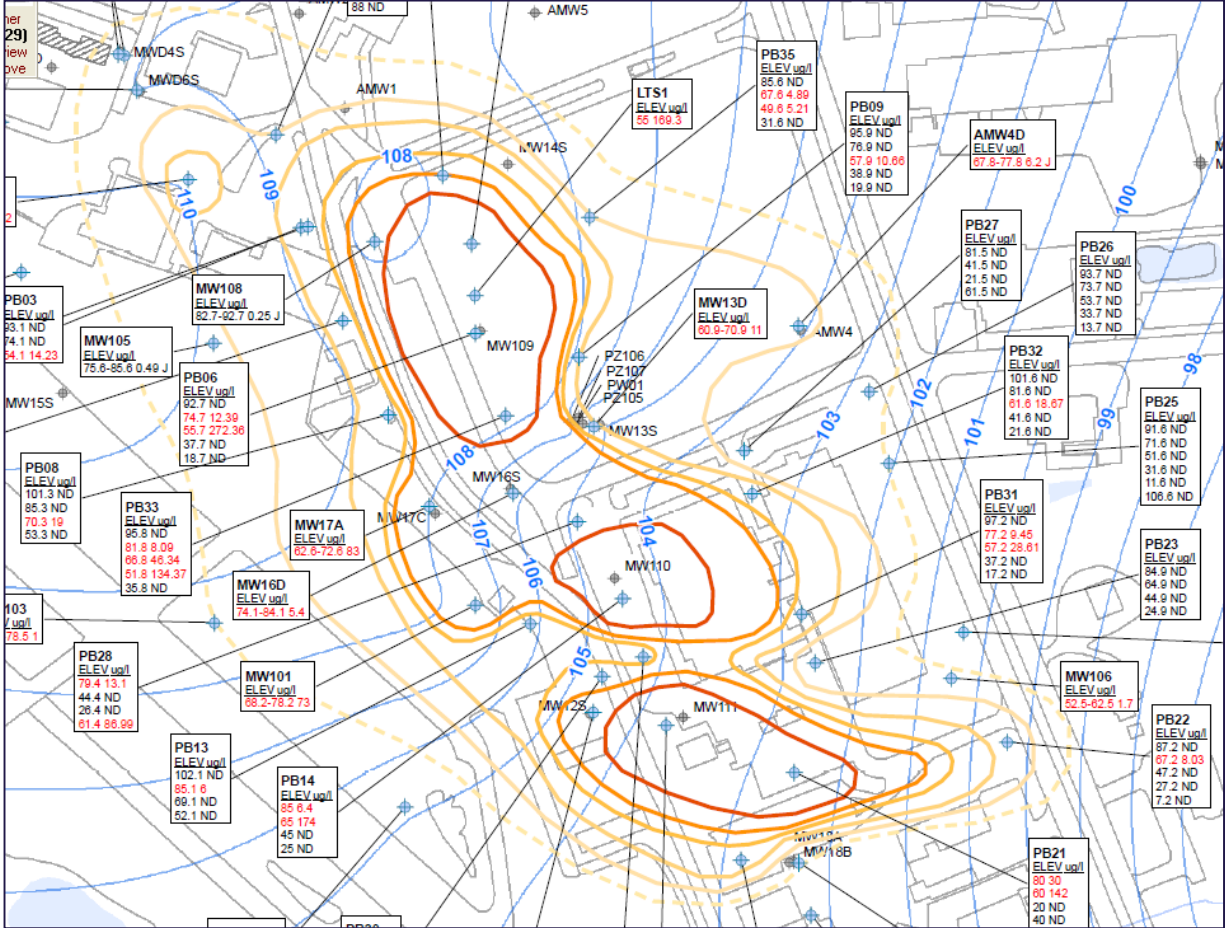 her
29)
view
ove
88 ND
AMW5
MWD4S
MWD6S
AMW1
LTS1
ELEV ug/l
55 169.3
PB35
ELEV ug/l
85.6 ND
67.6 4.89
49.6 5.21
31.6 ND
PB09
ELEV ug/l
95.9 ND
76.9 ND
57.9 10.66
38.9 ND
19.9 ND
AMW4D
ELEV ug/l
67.8-77.8 6.2 J
108
MW14S
109
110
100
PB27
ELEV ug/l
81.5 ND
41.5 ND
21.5 ND
61.5 ND
PB26
ELEV ug/l
93.7 ND
73.7 ND
53.7 ND
33.7 ND
13.7 ND
MW108
ELEV ug/l
82.7-92.7 0.25 J
PB03
ELEV ug/l
93.1 ND
74.1 ND
54.1 14.23
MW13D
ELEV ug/l
60.9-70.9 11
AMW4
MW109
MW105
ELEV ug/l
75.6-85.6 0.49 J
PZ106
PZ107
PW01
PZ105
PB32
ELEV ug/l
101.6 ND
81.6 ND
61.6 18.67
41.6 ND
21.6 ND
98
MW15S
PB06
ELEV ug/l
92.7 ND
74.7 12.39
55.7 272.36
37.7 ND
18.7 ND
102
PB25
ELEV ug/l
91.6 ND
71.6 ND
51.6 ND
31.6 ND
11.6 ND
106.6 ND
MW13S
103
101
99
PB08
ELEV ug/l
101.3 ND
85.3 ND
70.3 19
53.3 ND
108
MW16S
PB33
ELEV ug/l
95.8 ND
81.8 8.09
66.8 46.34
51.8 134.37
35.8 ND
MW17C
MW17A
ELEV ug/l
62.6-72.6 83
107
104
PB31
ELEV ug/l
97.2 ND
77.2 9.45
57.2 28.61
37.2 ND
17.2 ND
PB23
ELEV ug/l
84.9 ND
64.9 ND
44.9 ND
24.9 ND
MW16D
ELEV ug/l
74.1-84.1 5.4
106
MW110
103
ug/l
78.5 1
PB28
ELEV ug/l
79.4 13.1
44.4 ND
26.4 ND
61.4 86.99
MW101
ELEV ug/l
68.2-78.2 73
105
MW106
ELEV ug/l
52.5-62.5 1.7
MW12S
MW111
PB22
ELEV ug/l
87.2 ND
67.2 8.03
47.2 ND
27.2 ND
7.2 ND
PB13
ELEV ug/l
102.1 ND
85.1 6
69.1 ND
52.1 ND
PB14
ELEV ug/l
85 6.4
65 174
45 ND
25 ND
MW18A
MW18B
PB21
ELEV ug/l
80 30
60 142
20 ND
40 ND